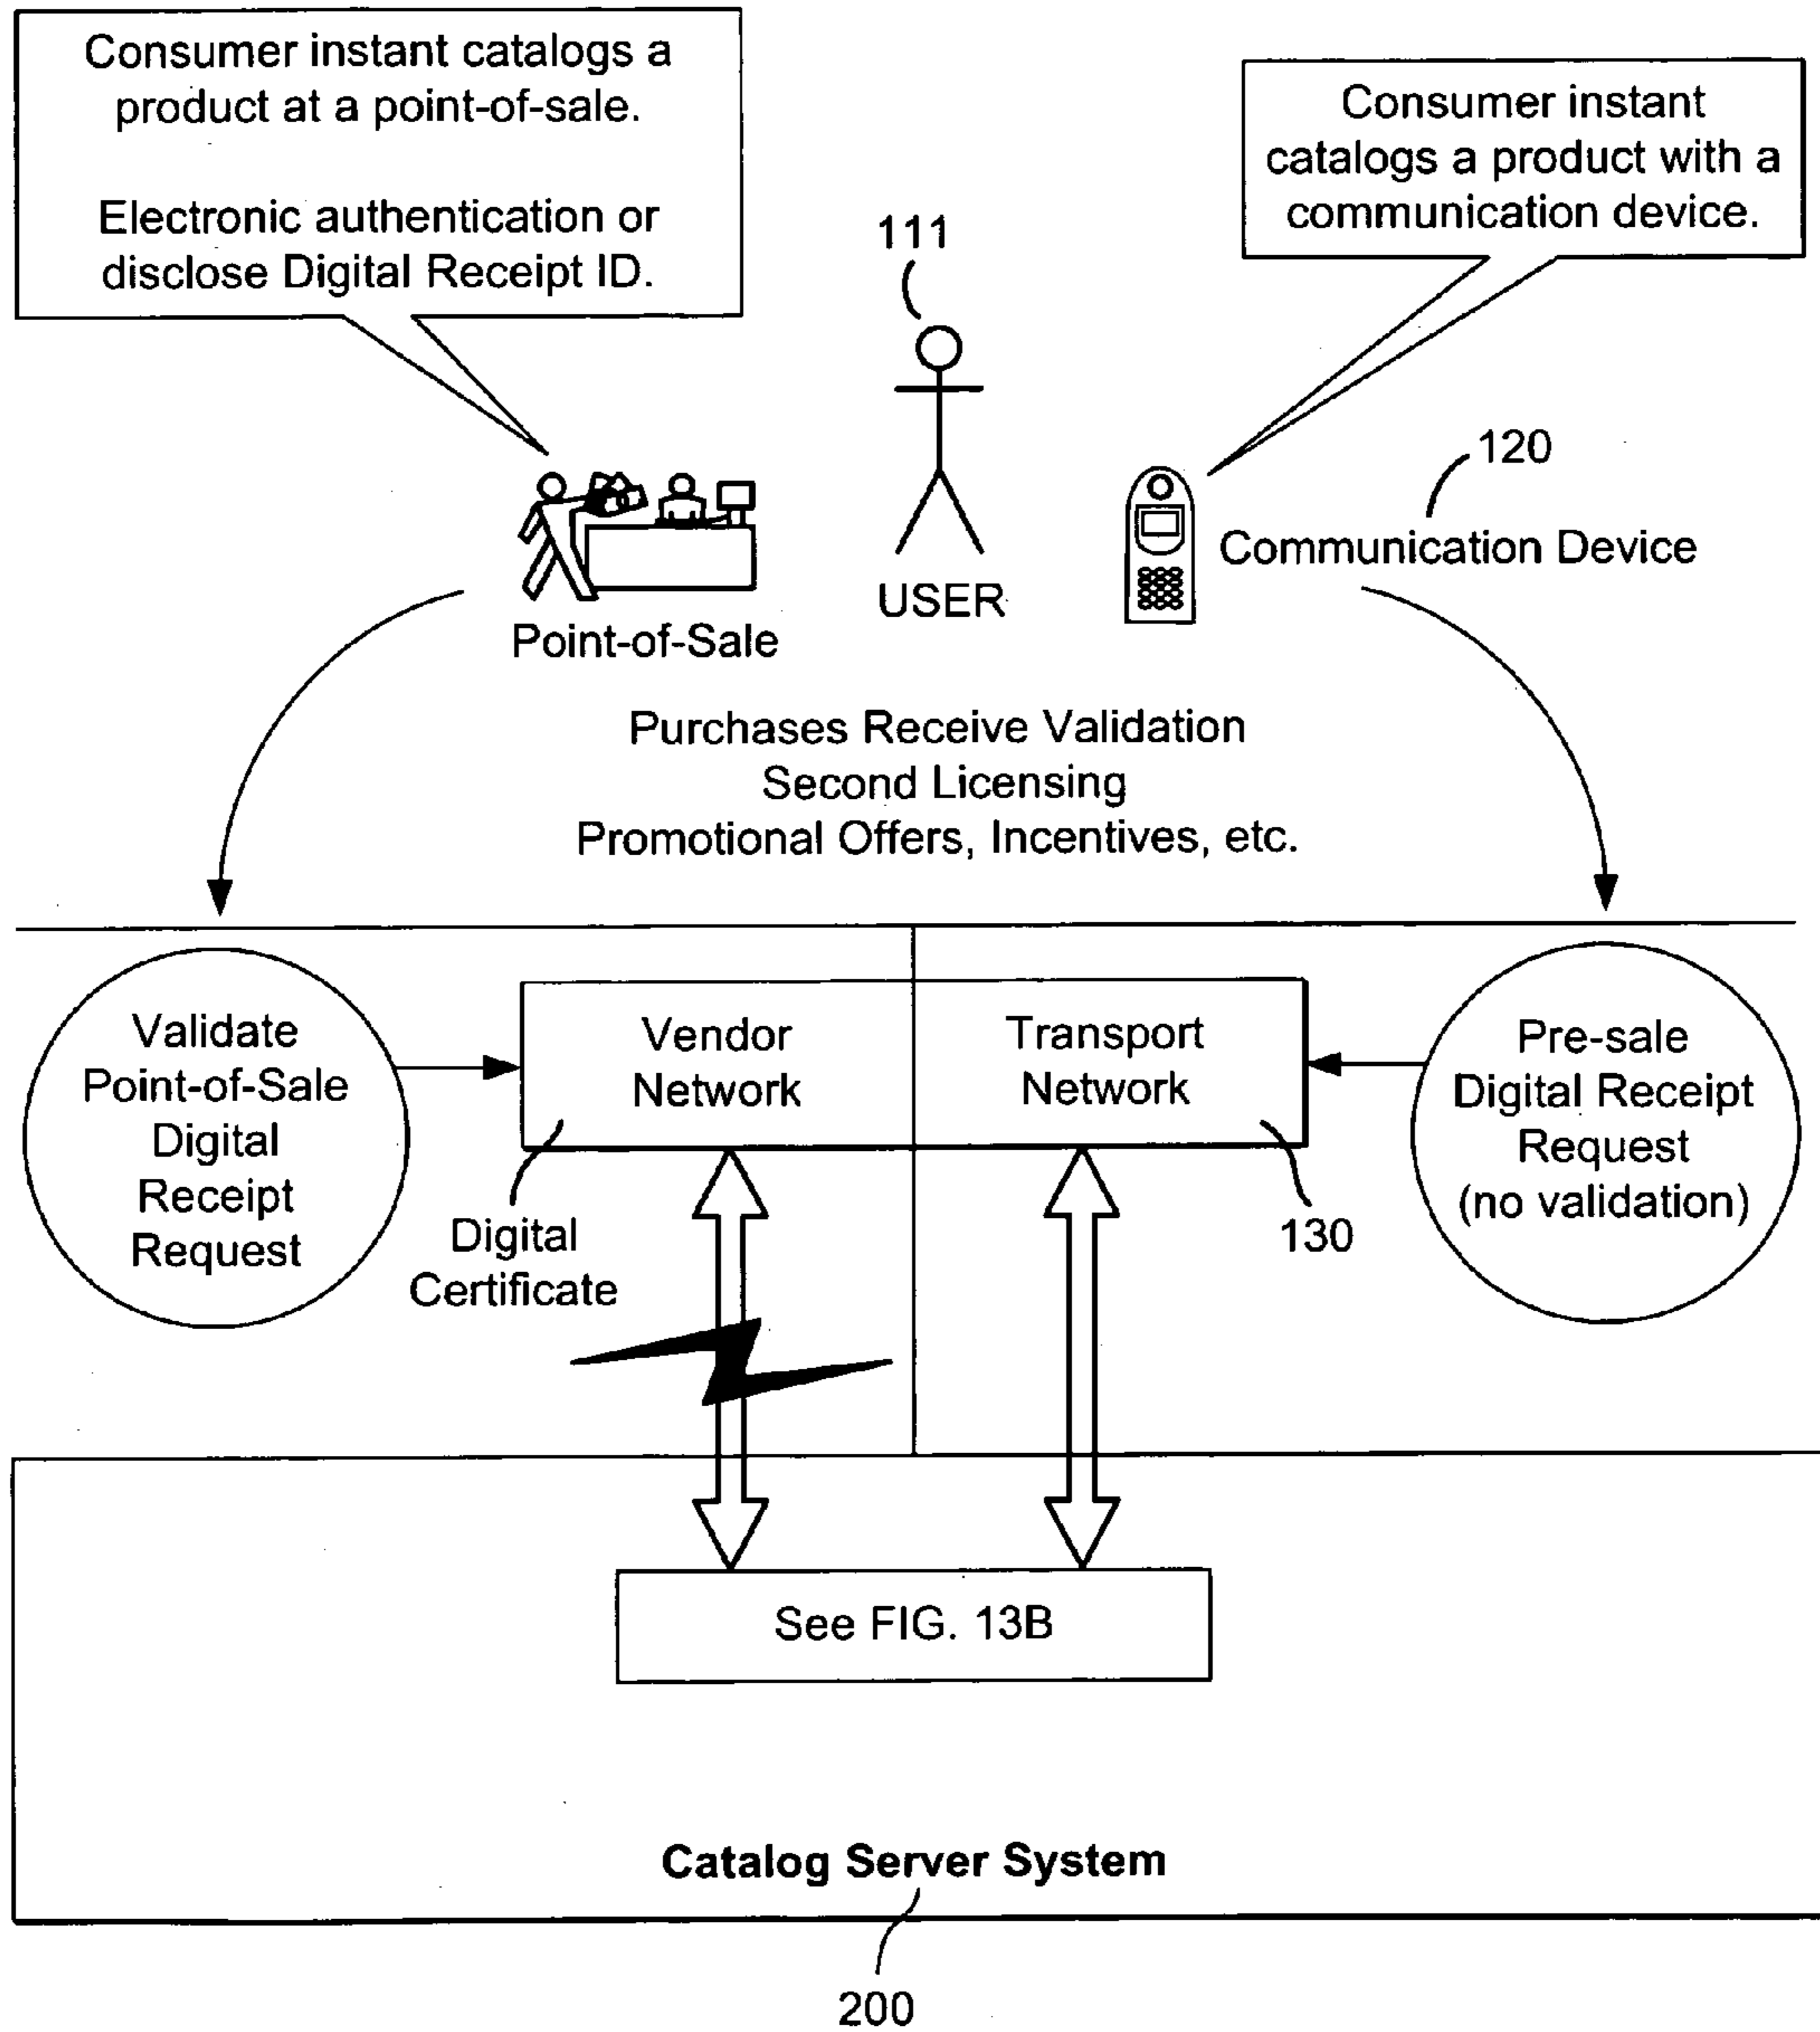 Consumer instant catalogs a
product at a point-of-sale.
Electronic authentication or
disclose Digital Receipt ID.
Consumer instant
catalogs a product with a
communication device.
111
120
Communication Device
USER
Point-of-Sale
Purchases Receive Validation
Second Licensing
Promotional Offers, Incentives, etc.
Validate
Point-of-Sale
Digital
Receipt
Request
Vendor
Network
Transport
Network
Pre-sale
Digital Receipt
Request
(no validation)
Digital
Certificate
130
See FIG. 13B
Catalog Server System
200